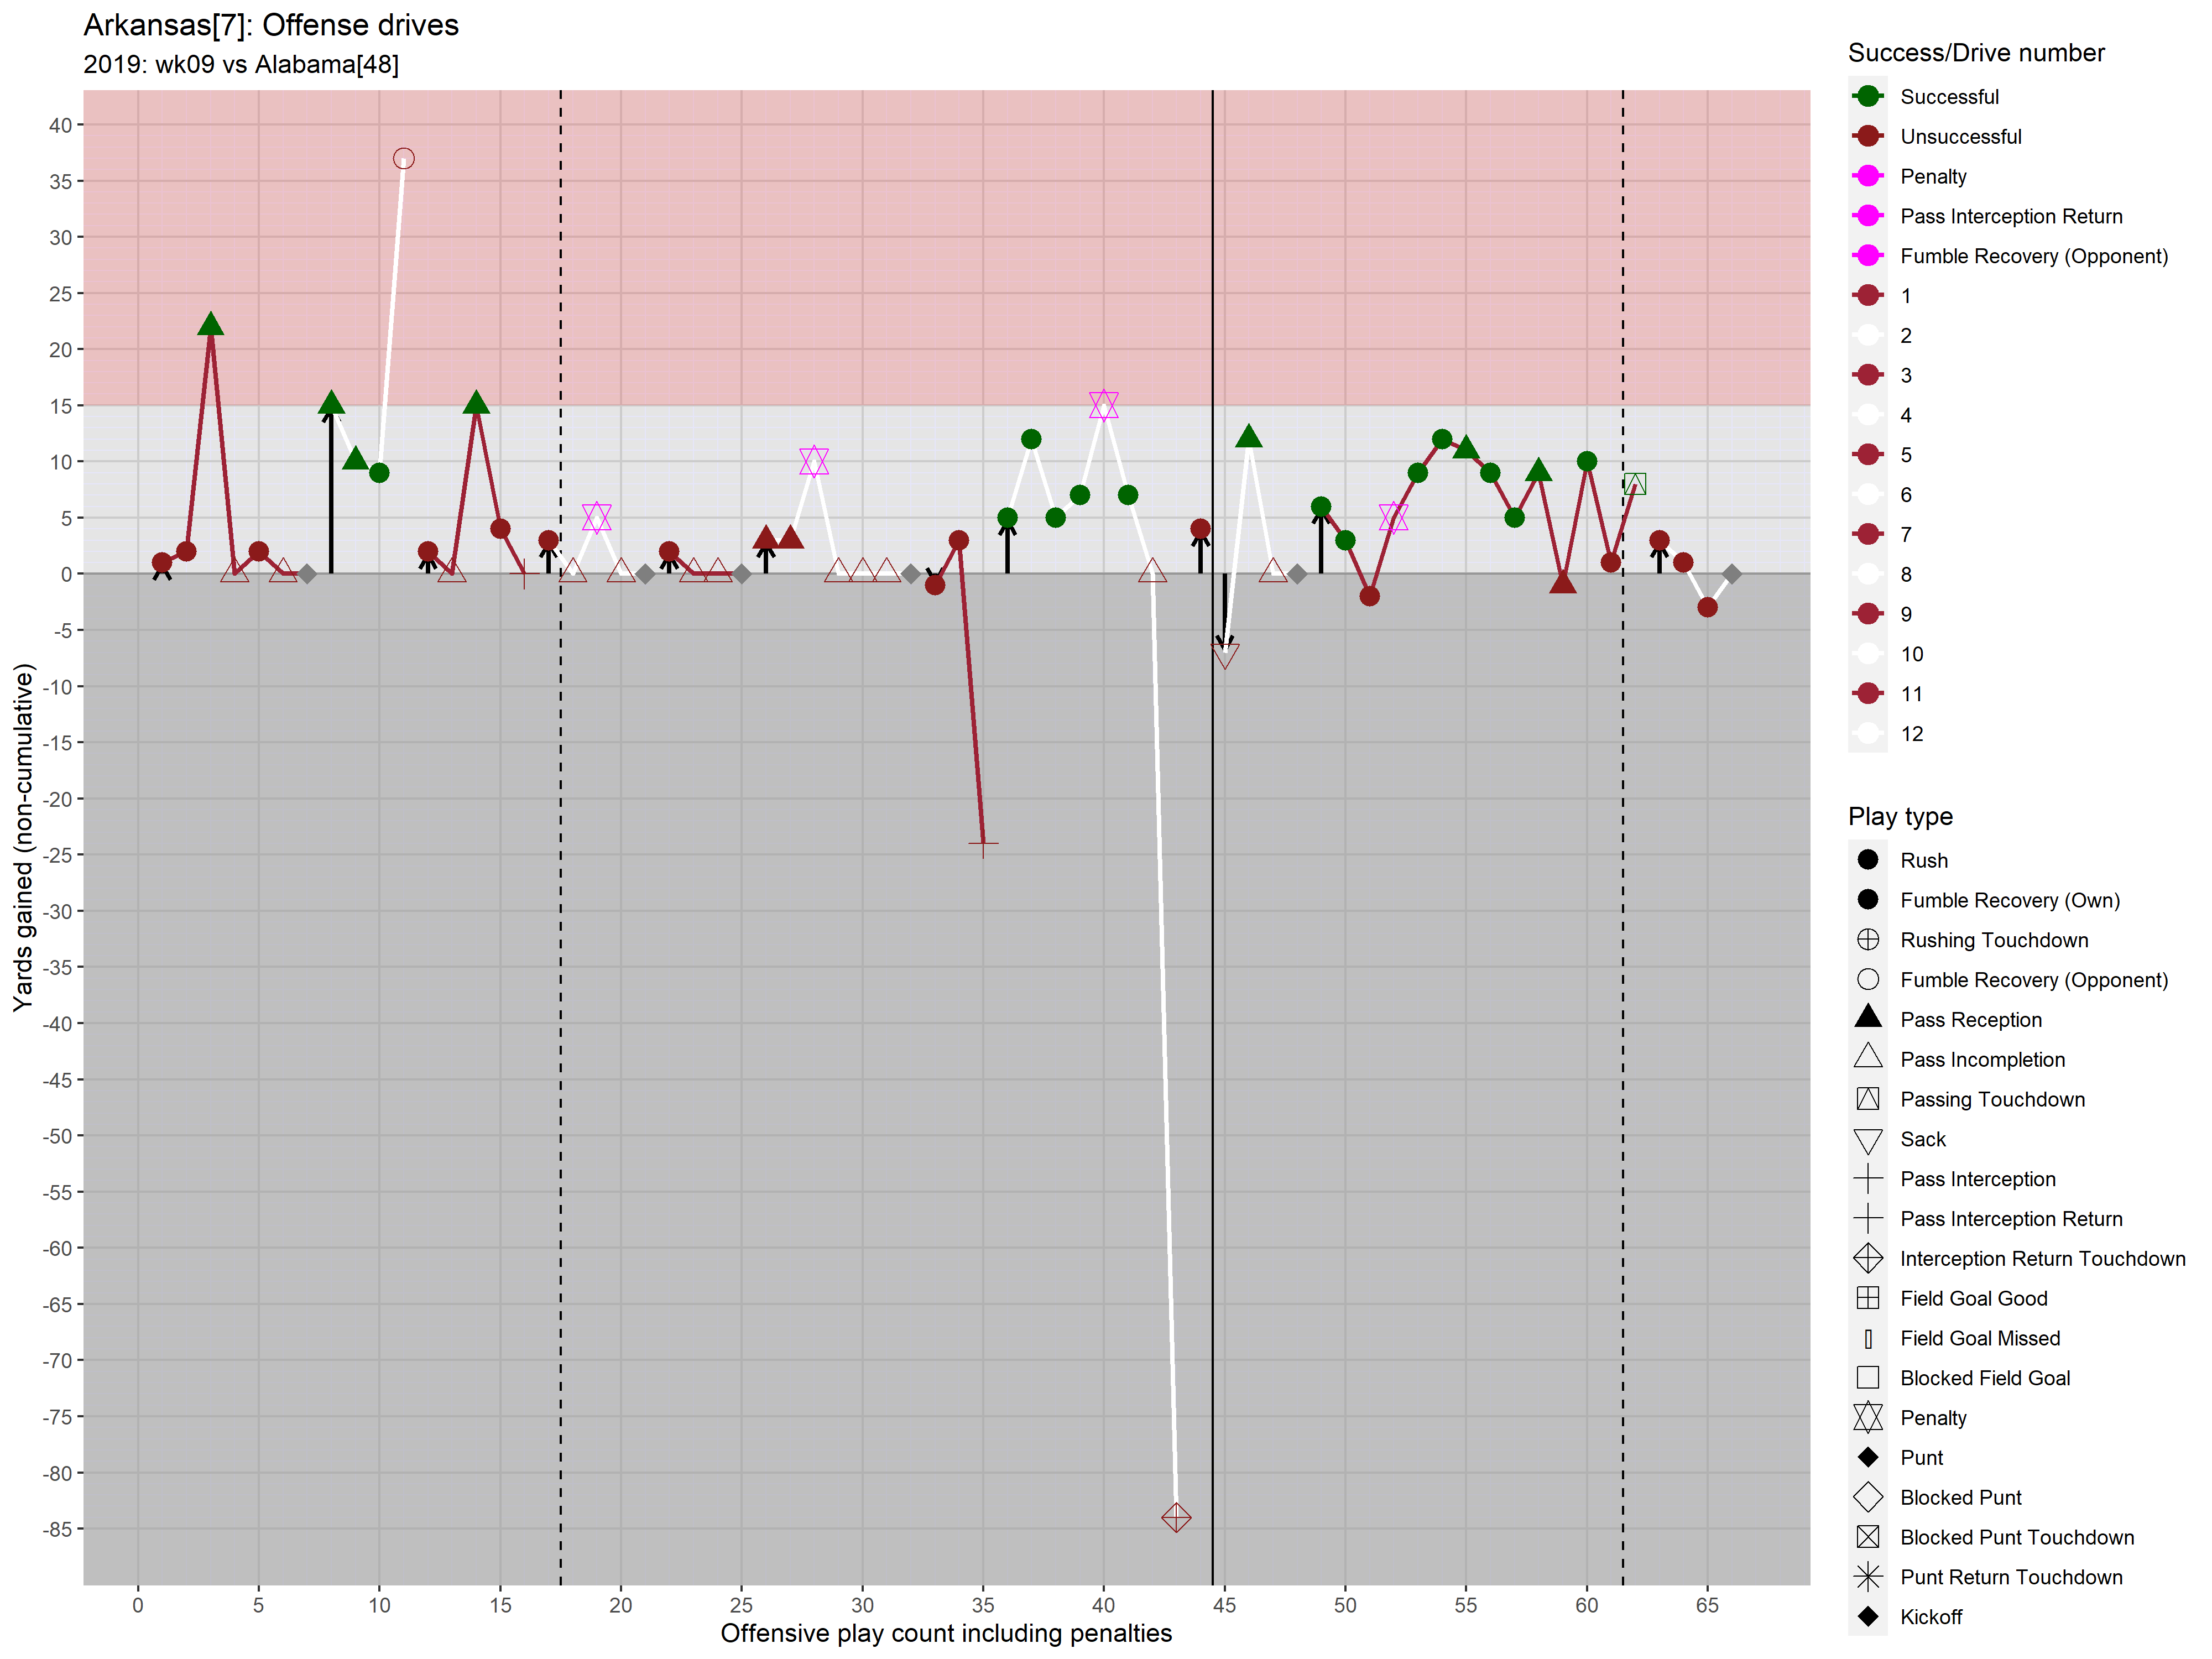 Arkansas[7]: Offense drives
2019: wk09 vs Alabama[48]
Yards gained (non-cumulative)
40
35
30
25
20
15
10
5
0
-5
-10
-15
-20
-25
-30
-35
-40
-45
-50
-55
-60
-65
-70
-75
-80
-85
0 5 10 15 20 25 30 35 40 45 50 55 60 65
Offensive play count including penalties
Success/Drive number
Successful
Unsuccessful
Penalty
Pass Interception Return
Fumble Recovery (Opponent)
1
2
3
4
5
6
7
8
9
10
11
12
Play type
Rush
Fumble Recovery (Own)
Rushing Touchdown
Fumble Recovery (Opponent)
Pass Reception
Pass Incompletion
Passing Touchdown
Sack
Pass Interception
Pass Interception Return
Interception Return Touchdown
Field Goal Good
Field Goal Missed
Blocked Field Goal
Penalty
Punt
Blocked Punt
Blocked Punt Touchdown
Punt Return Touchdown
Kickoff